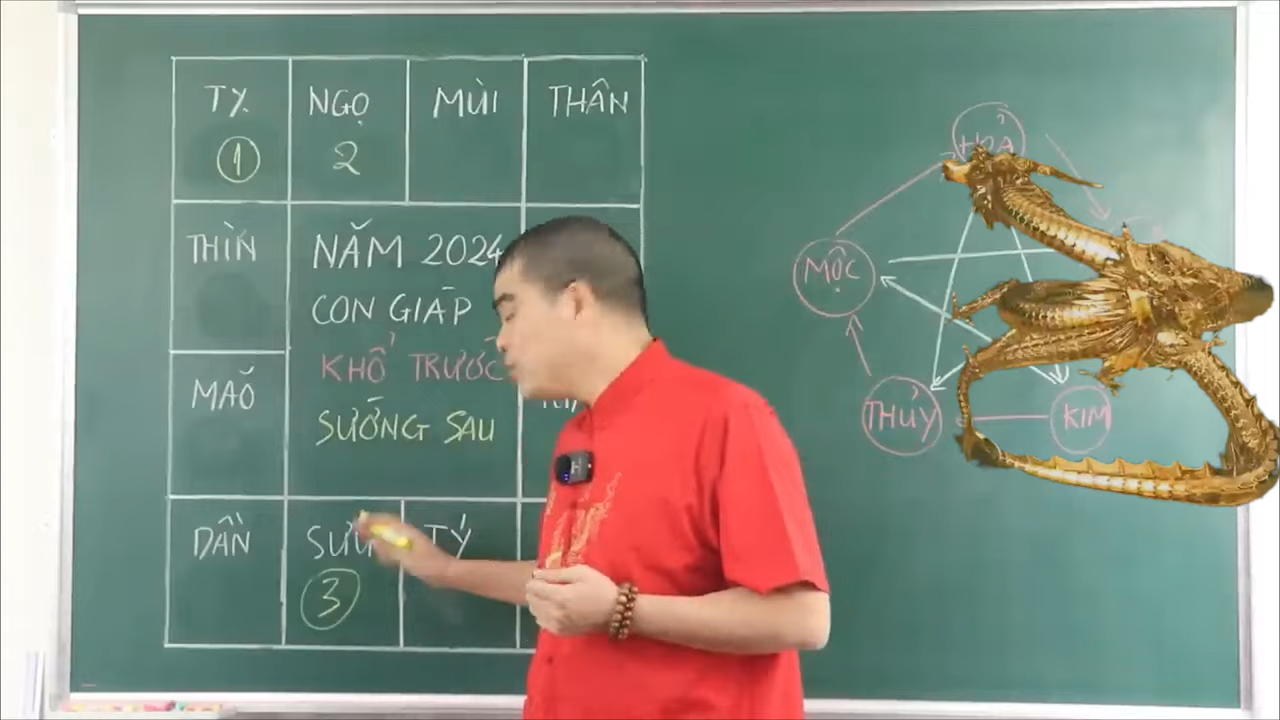 TỴ NGỌ MÙI THÂN
① 2
THÌN
NĂM 2024
CON GIÁP
KHỔ TRƯỚC
SƯỚNG SAU
MÃO
DẦN SỬU TÝ
③
HỎA
MỘC
THỦY KIM